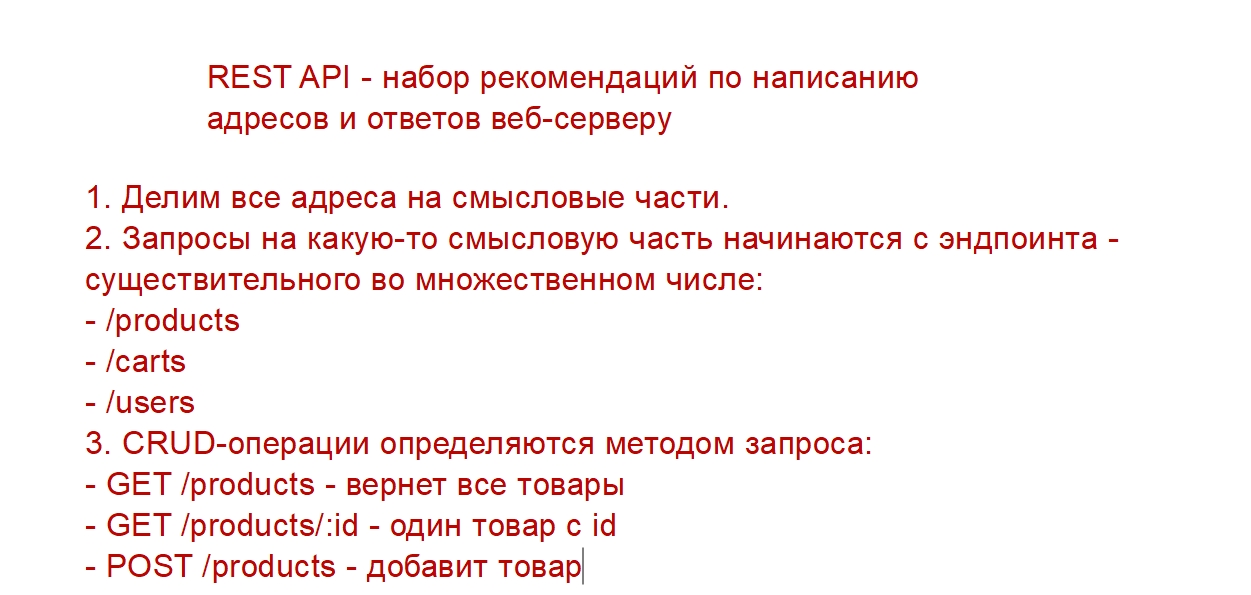 REST API - набор рекомендаций по написанию
адресов и ответов веб-серверу
1. Делим все адреса на смысловые части.
2. Запросы на какую-то смысловую часть начинаются с эндпоинта -
существительного во множественном числе:
- /products
- /carts
- /users
3. CRUD-операции определяются методом запроса:
- GET /products - вернет все товары
- GET /products/:id - один товар с id
- POST /products - добавит товар